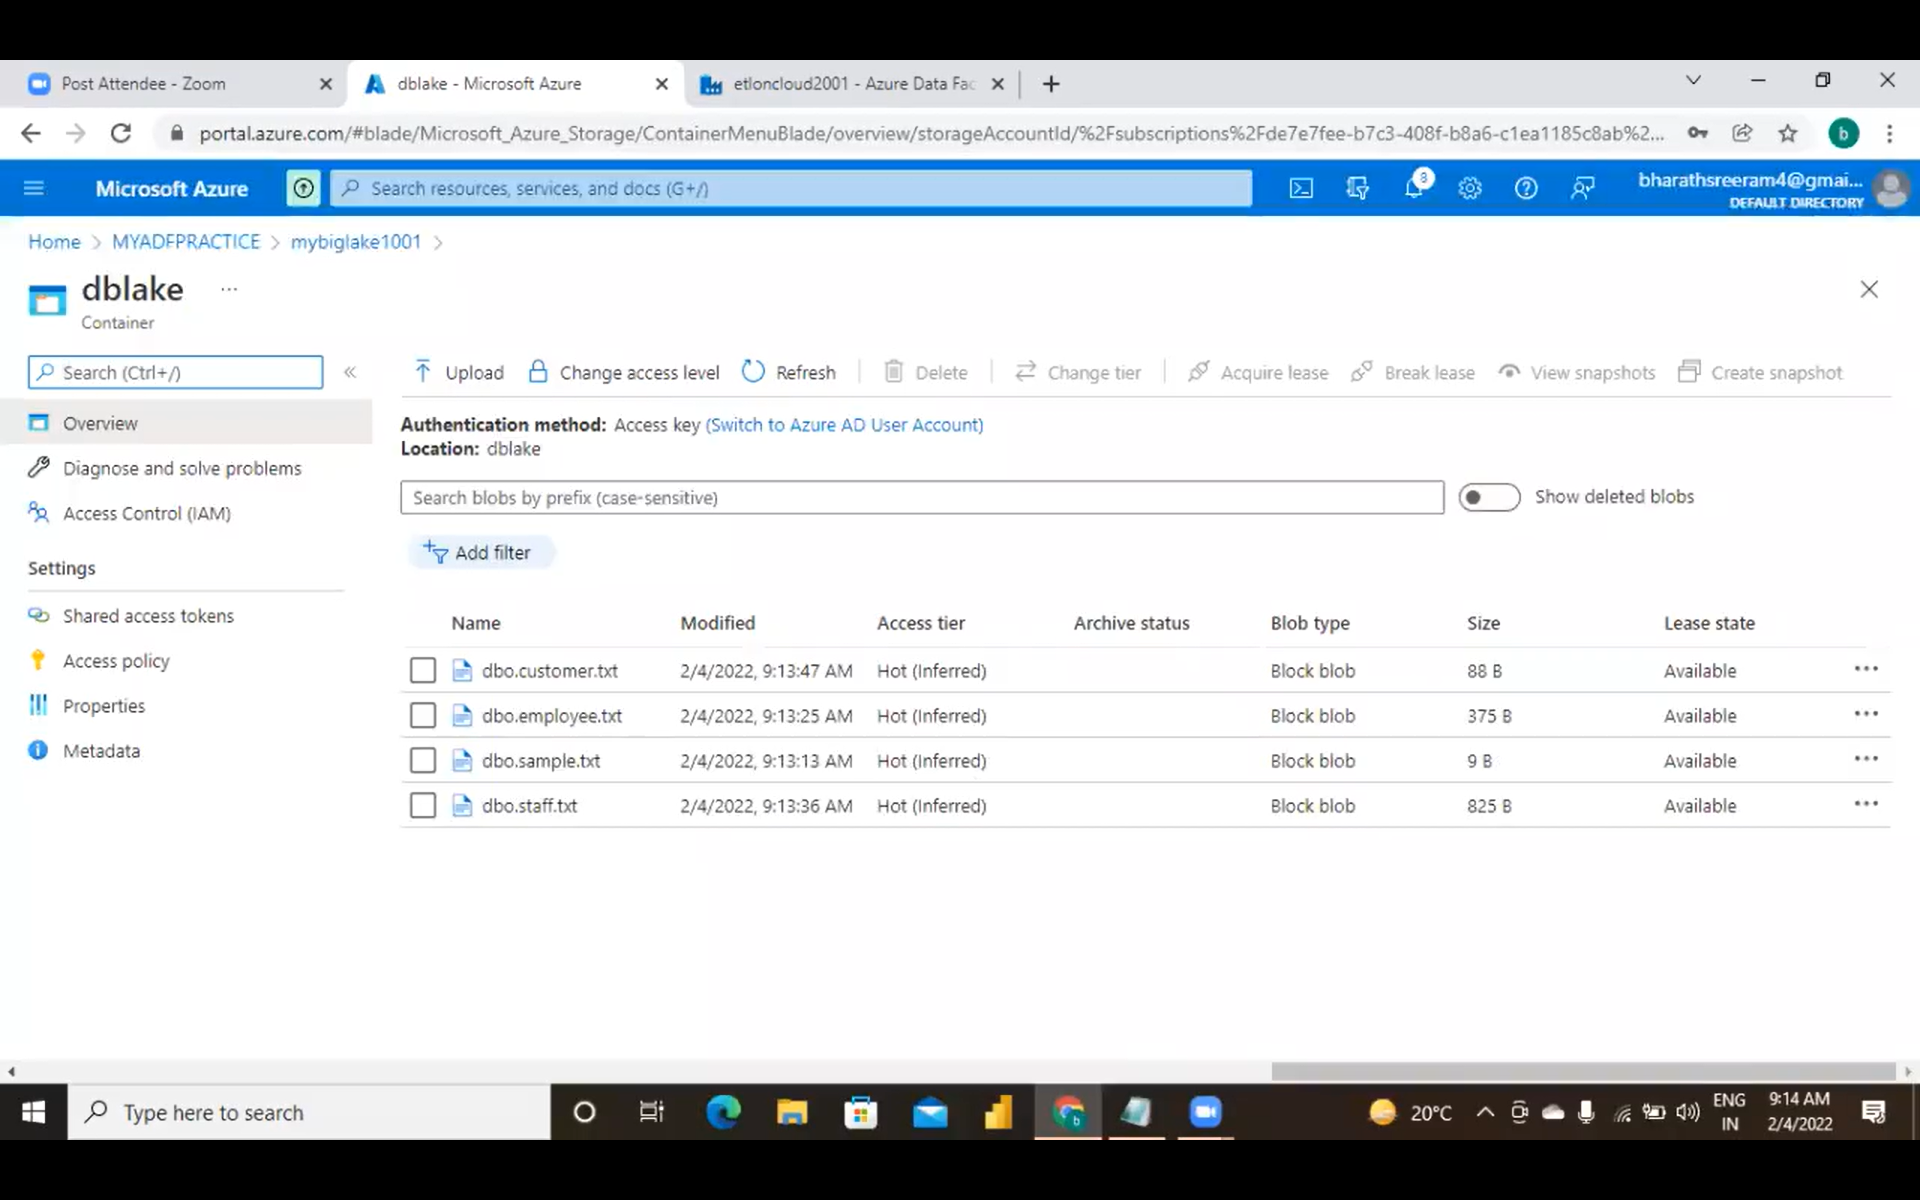 Post Attendee - Zoom
dblake - Microsoft Azure
etloncloud2001 - Azure Data Fac
portal.azure.com/#blade/Microsoft_Azure_Storage/ContainerMenuBlade/overview/storageAccountId/%2Fsubscriptions%2Fde7e7fee-b7c3-408f-b8a6-c1ea1185c8ab%2...
b
Microsoft Azure
Search resources, services, and docs (G+/)
3
bharathsreeram4@gmai...
DEFAULT DIRECTORY
Home > MYADFPRACTICE > mybiglake1001 >
dblake ...
Container
Search (Ctrl+/)
«
Upload Change access level Refresh Delete Change tier Acquire lease Break lease View snapshots Create snapshot
Overview
Diagnose and solve problems
Access Control (IAM)
Settings
Shared access tokens
Access policy
Properties
Metadata
Authentication method: Access key (Switch to Azure AD User Account)
Location: dblake
Search blobs by prefix (case-sensitive)
Show deleted blobs
Add filter
Name Modified Access tier Archive status Blob type Size Lease state
dbo.customer.txt 2/4/2022, 9:13:47 AM Hot (Inferred) Block blob 88 B Available ...
dbo.employee.txt 2/4/2022, 9:13:25 AM Hot (Inferred) Block blob 375 B Available ...
dbo.sample.txt 2/4/2022, 9:13:13 AM Hot (Inferred) Block blob 9 B Available ...
dbo.staff.txt 2/4/2022, 9:13:36 AM Hot (Inferred) Block blob 825 B Available ...
Type here to search
20°C
ENG
IN
9:14 AM
2/4/2022